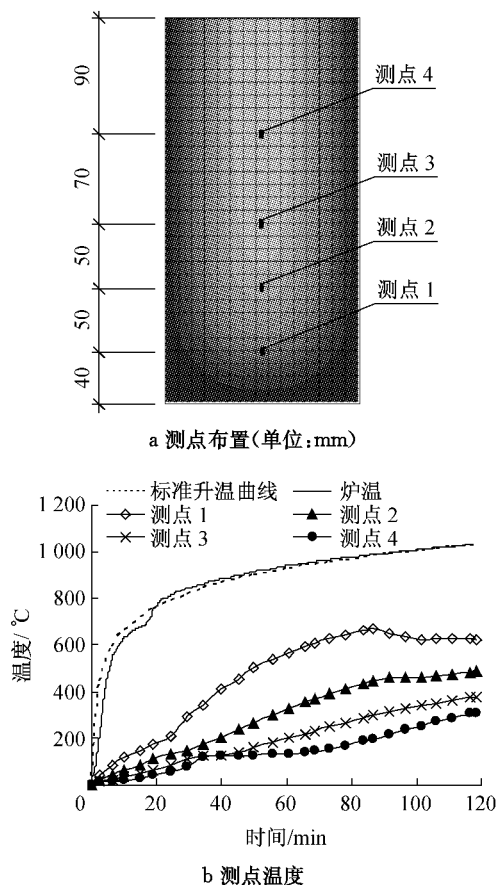 90
测点 4
70
测点 3
50
测点 2
50
测点 1
40
a 测点布置(单位:mm)
标准升温曲线
炉温
测点 1
测点 2
测点 3
测点 4
1 200
1 000
800
600
400
200
0
温度/℃
0
20
40
60
80
100
120
时间/min
b 测点温度